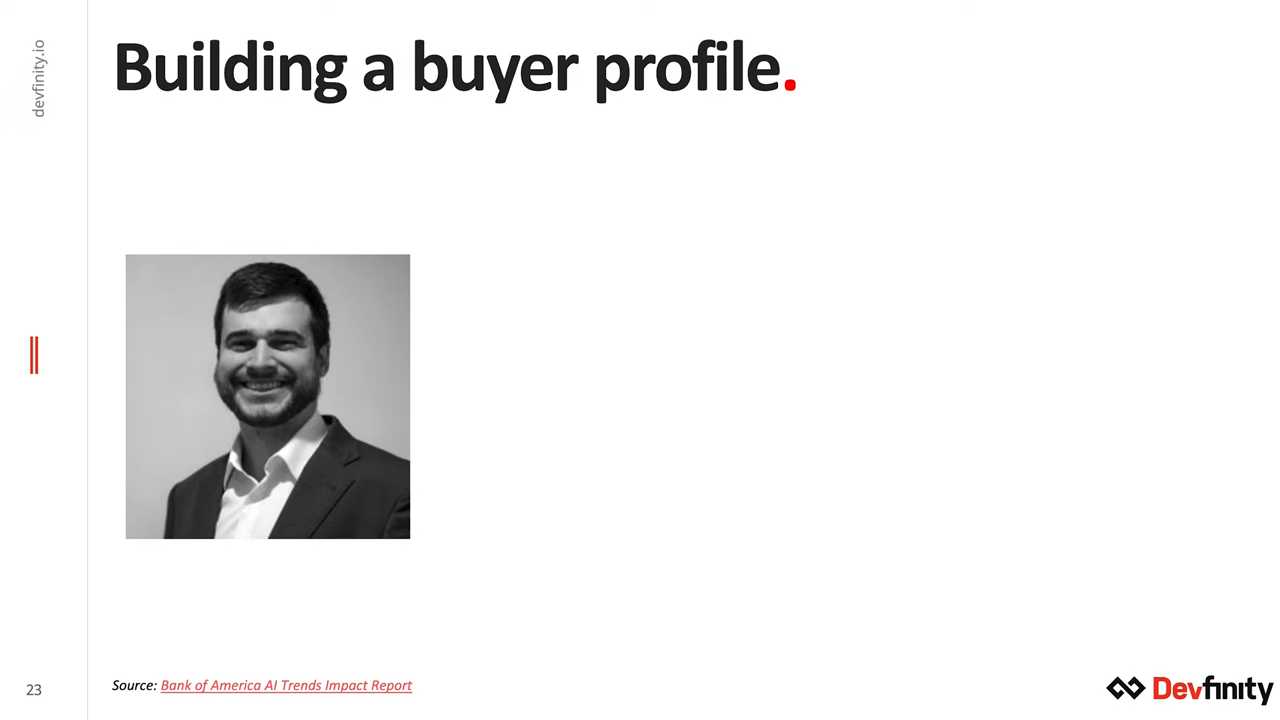 devfinity.io
Building a buyer profile.
23
Source: Bank of America AI Trends Impact Report
Devfinity